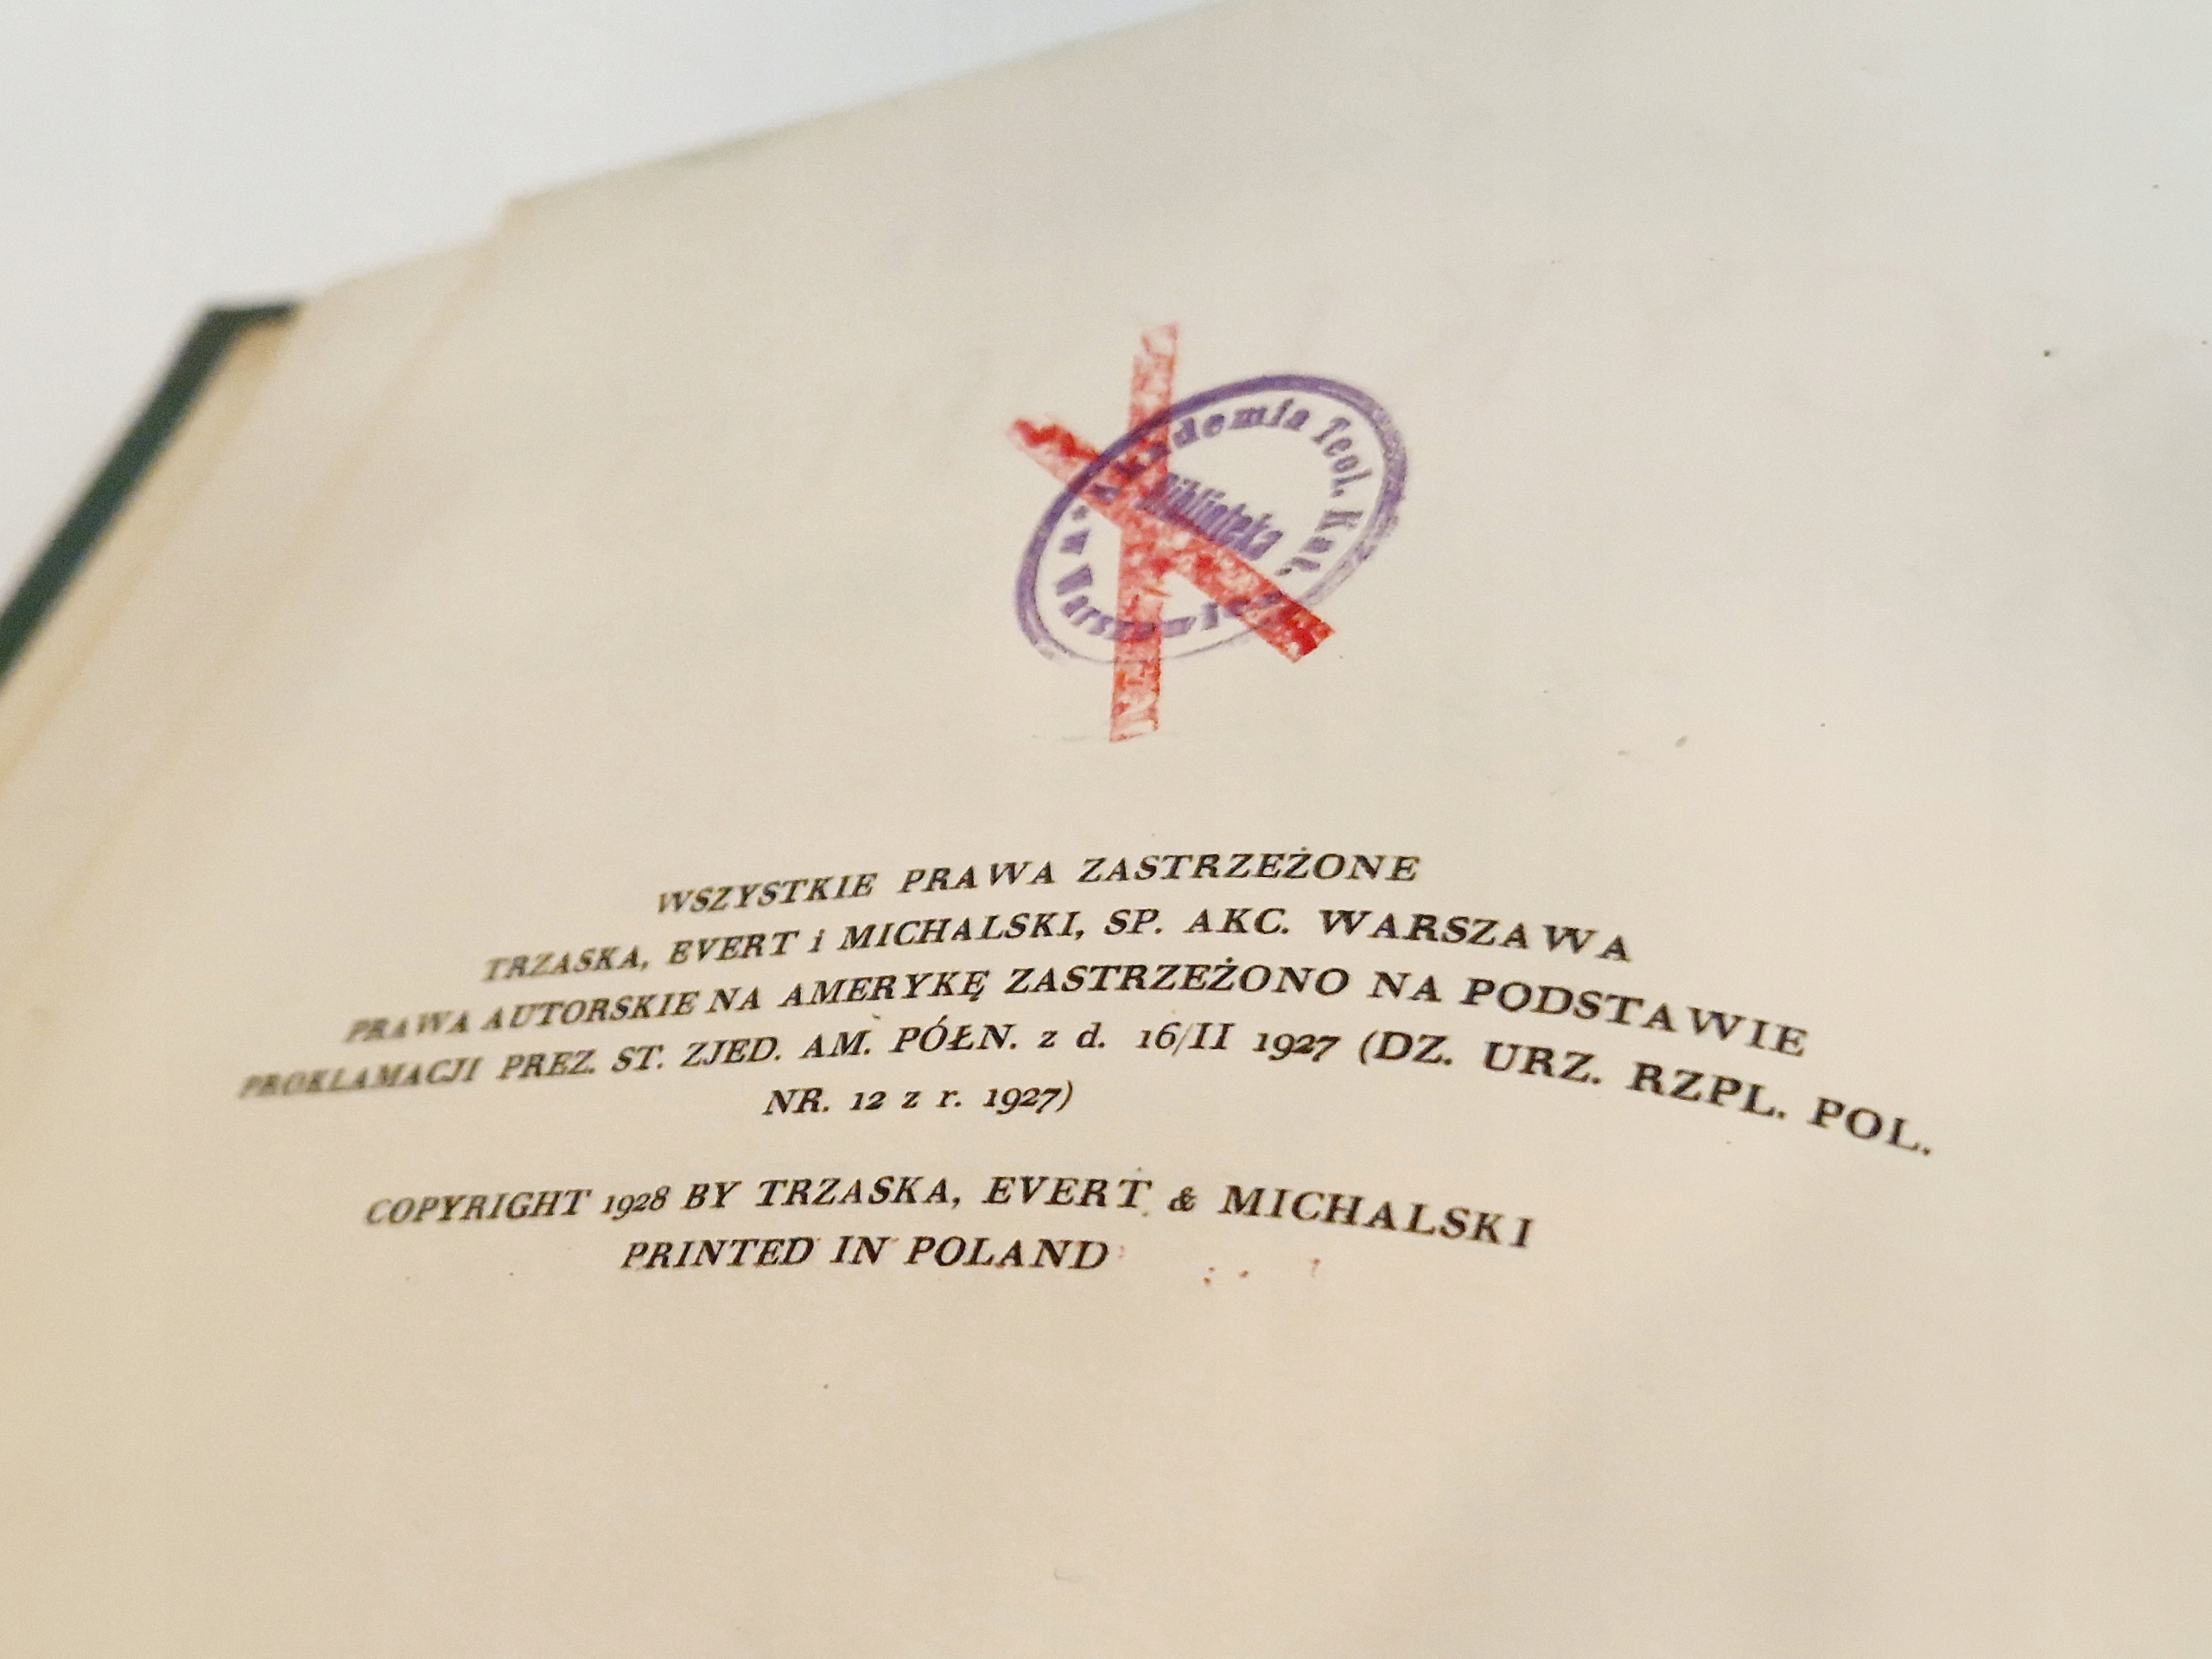 Akademia Teol. Kat.
Biblioteka
w Warszawie
WSZYSTKIE PRAWA ZASTRZEŻONE
TRZASKA, EVERT i MICHALSKI, SP. AKC. WARSZAWA
PRAWA AUTORSKIE NA AMERYKĘ ZASTRZEŻONO NA PODSTAWIE
PROKLAMACJI PREZ. ST. ZJED. AM. PÓŁN. z d. 16/II 1927 (DZ. URZ. RZPL. POL.
NR. 12 z r. 1927)
COPYRIGHT 1928 BY TRZASKA, EVERT & MICHALSKI
PRINTED IN POLAND